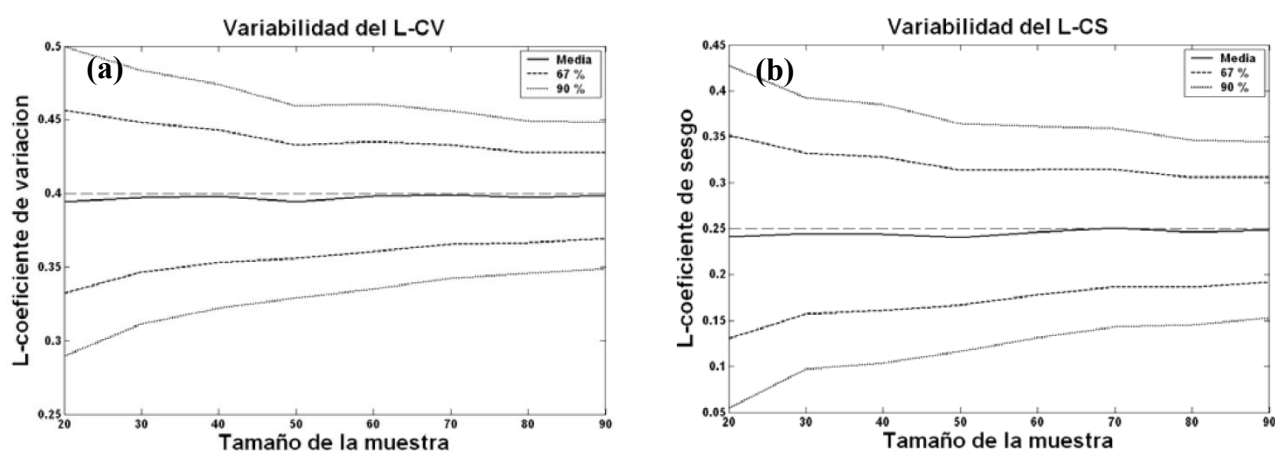 Variabilidad del L-CV
(a)
Media
67 %
90 %
0.5
0.45
0.4
0.35
0.3
0.25
L-coeficiente de variacion
20 30 40 50 60 70 80 90
Tamaño de la muestra
Variabilidad del L-CS
(b)
Media
67 %
90 %
0.45
0.4
0.35
0.3
0.25
0.2
0.15
0.1
0.05
L-coeficiente de sesgo
20 30 40 50 60 70 80 90
Tamaño de la muestra